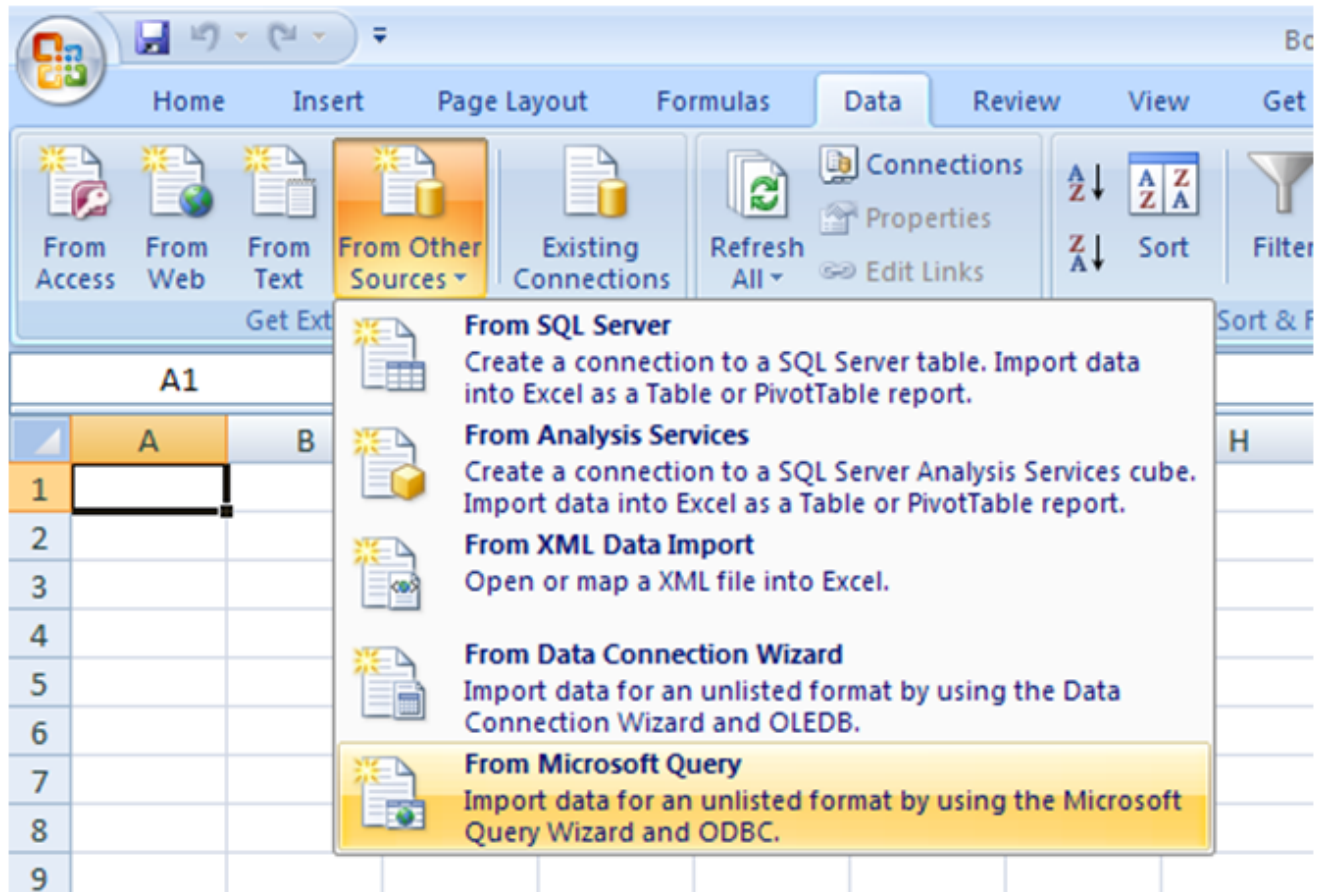 Bo
Home Insert Page Layout Formulas Data Review View Get
From Access
From Web
From Text
From Other Sources
Existing Connections
Refresh All
Connections
Properties
Edit Links
A Z
Z A
A Z
Z A
Sort
Filter
Get Ext
Sort & F
From SQL Server
Create a connection to a SQL Server table. Import data
into Excel as a Table or PivotTable report.
From Analysis Services
Create a connection to a SQL Server Analysis Services cube.
Import data into Excel as a Table or PivotTable report.
From XML Data Import
Open or map a XML file into Excel.
From Data Connection Wizard
Import data for an unlisted format by using the Data
Connection Wizard and OLEDB.
From Microsoft Query
Import data for an unlisted format by using the Microsoft
Query Wizard and ODBC.
A1
A B H
1
2
3
4
5
6
7
8
9